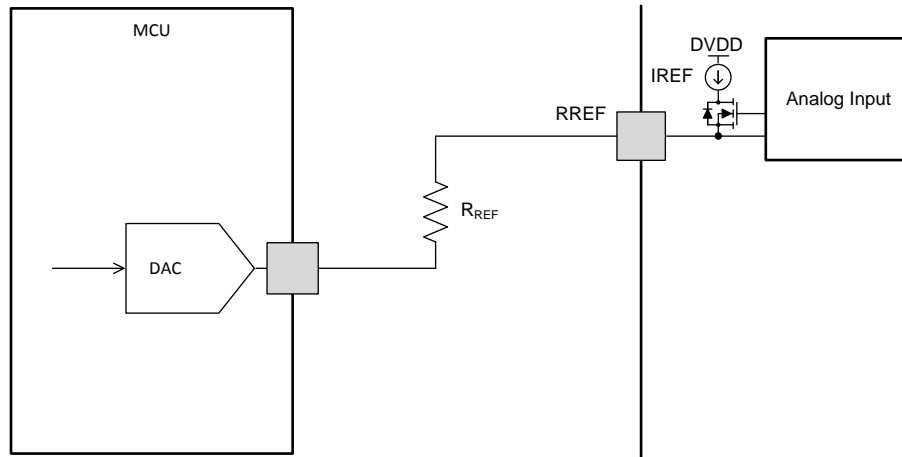 MCU
DVDD
IREF
Analog Input
RREF
RREF
DAC